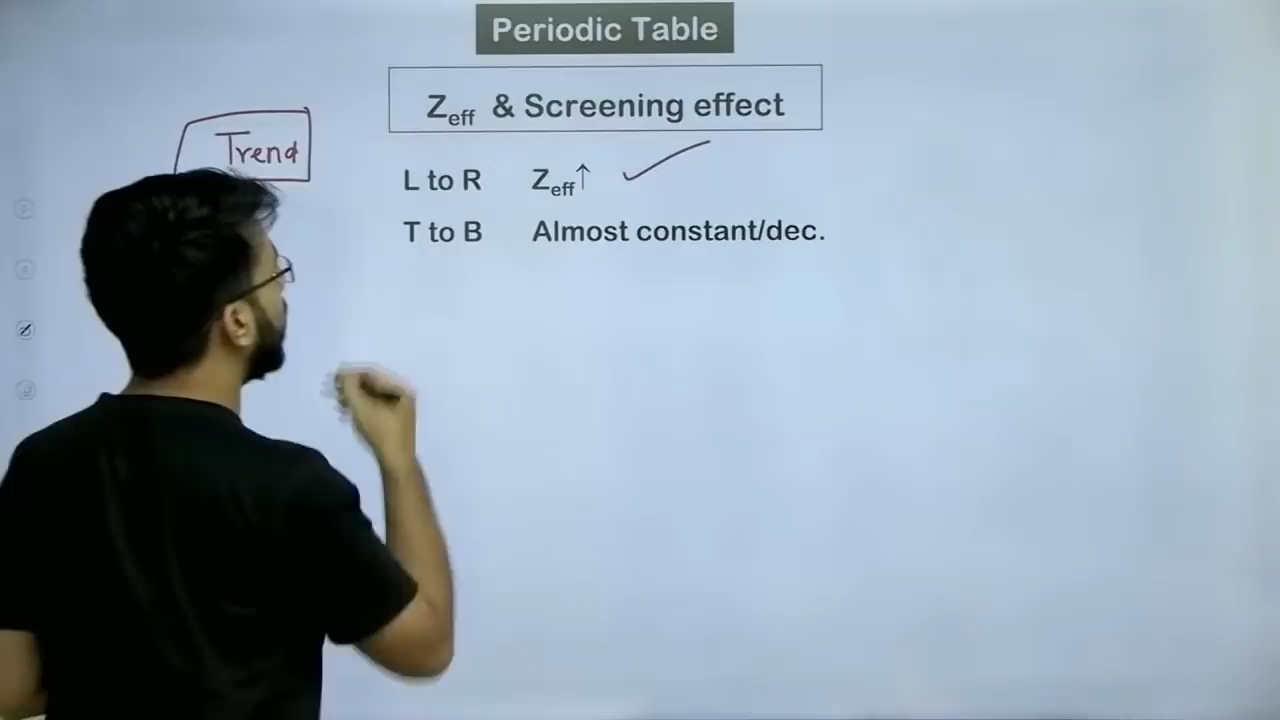 Periodic Table
Zeff & Screening effect
Trend
L to R Zeff↑ ✓
T to B Almost constant/dec.